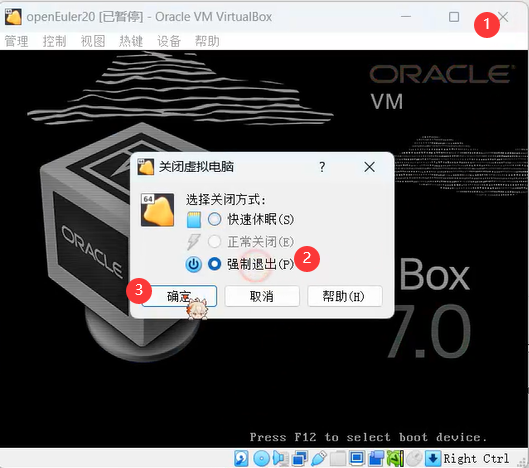 openEuler20 [已暂停] - Oracle VM VirtualBox
1
管理 控制 视图 热键 设备 帮助
ORACLE
VM
关闭虚拟电脑 ?
64
选择关闭方式:
快速休眠(S)
正常关闭(E)
强制退出(P) 2
3 确定 取消 帮助(H)
ORACLE
Box
7.0
Press F12 to select boot device.
Right Ctrl